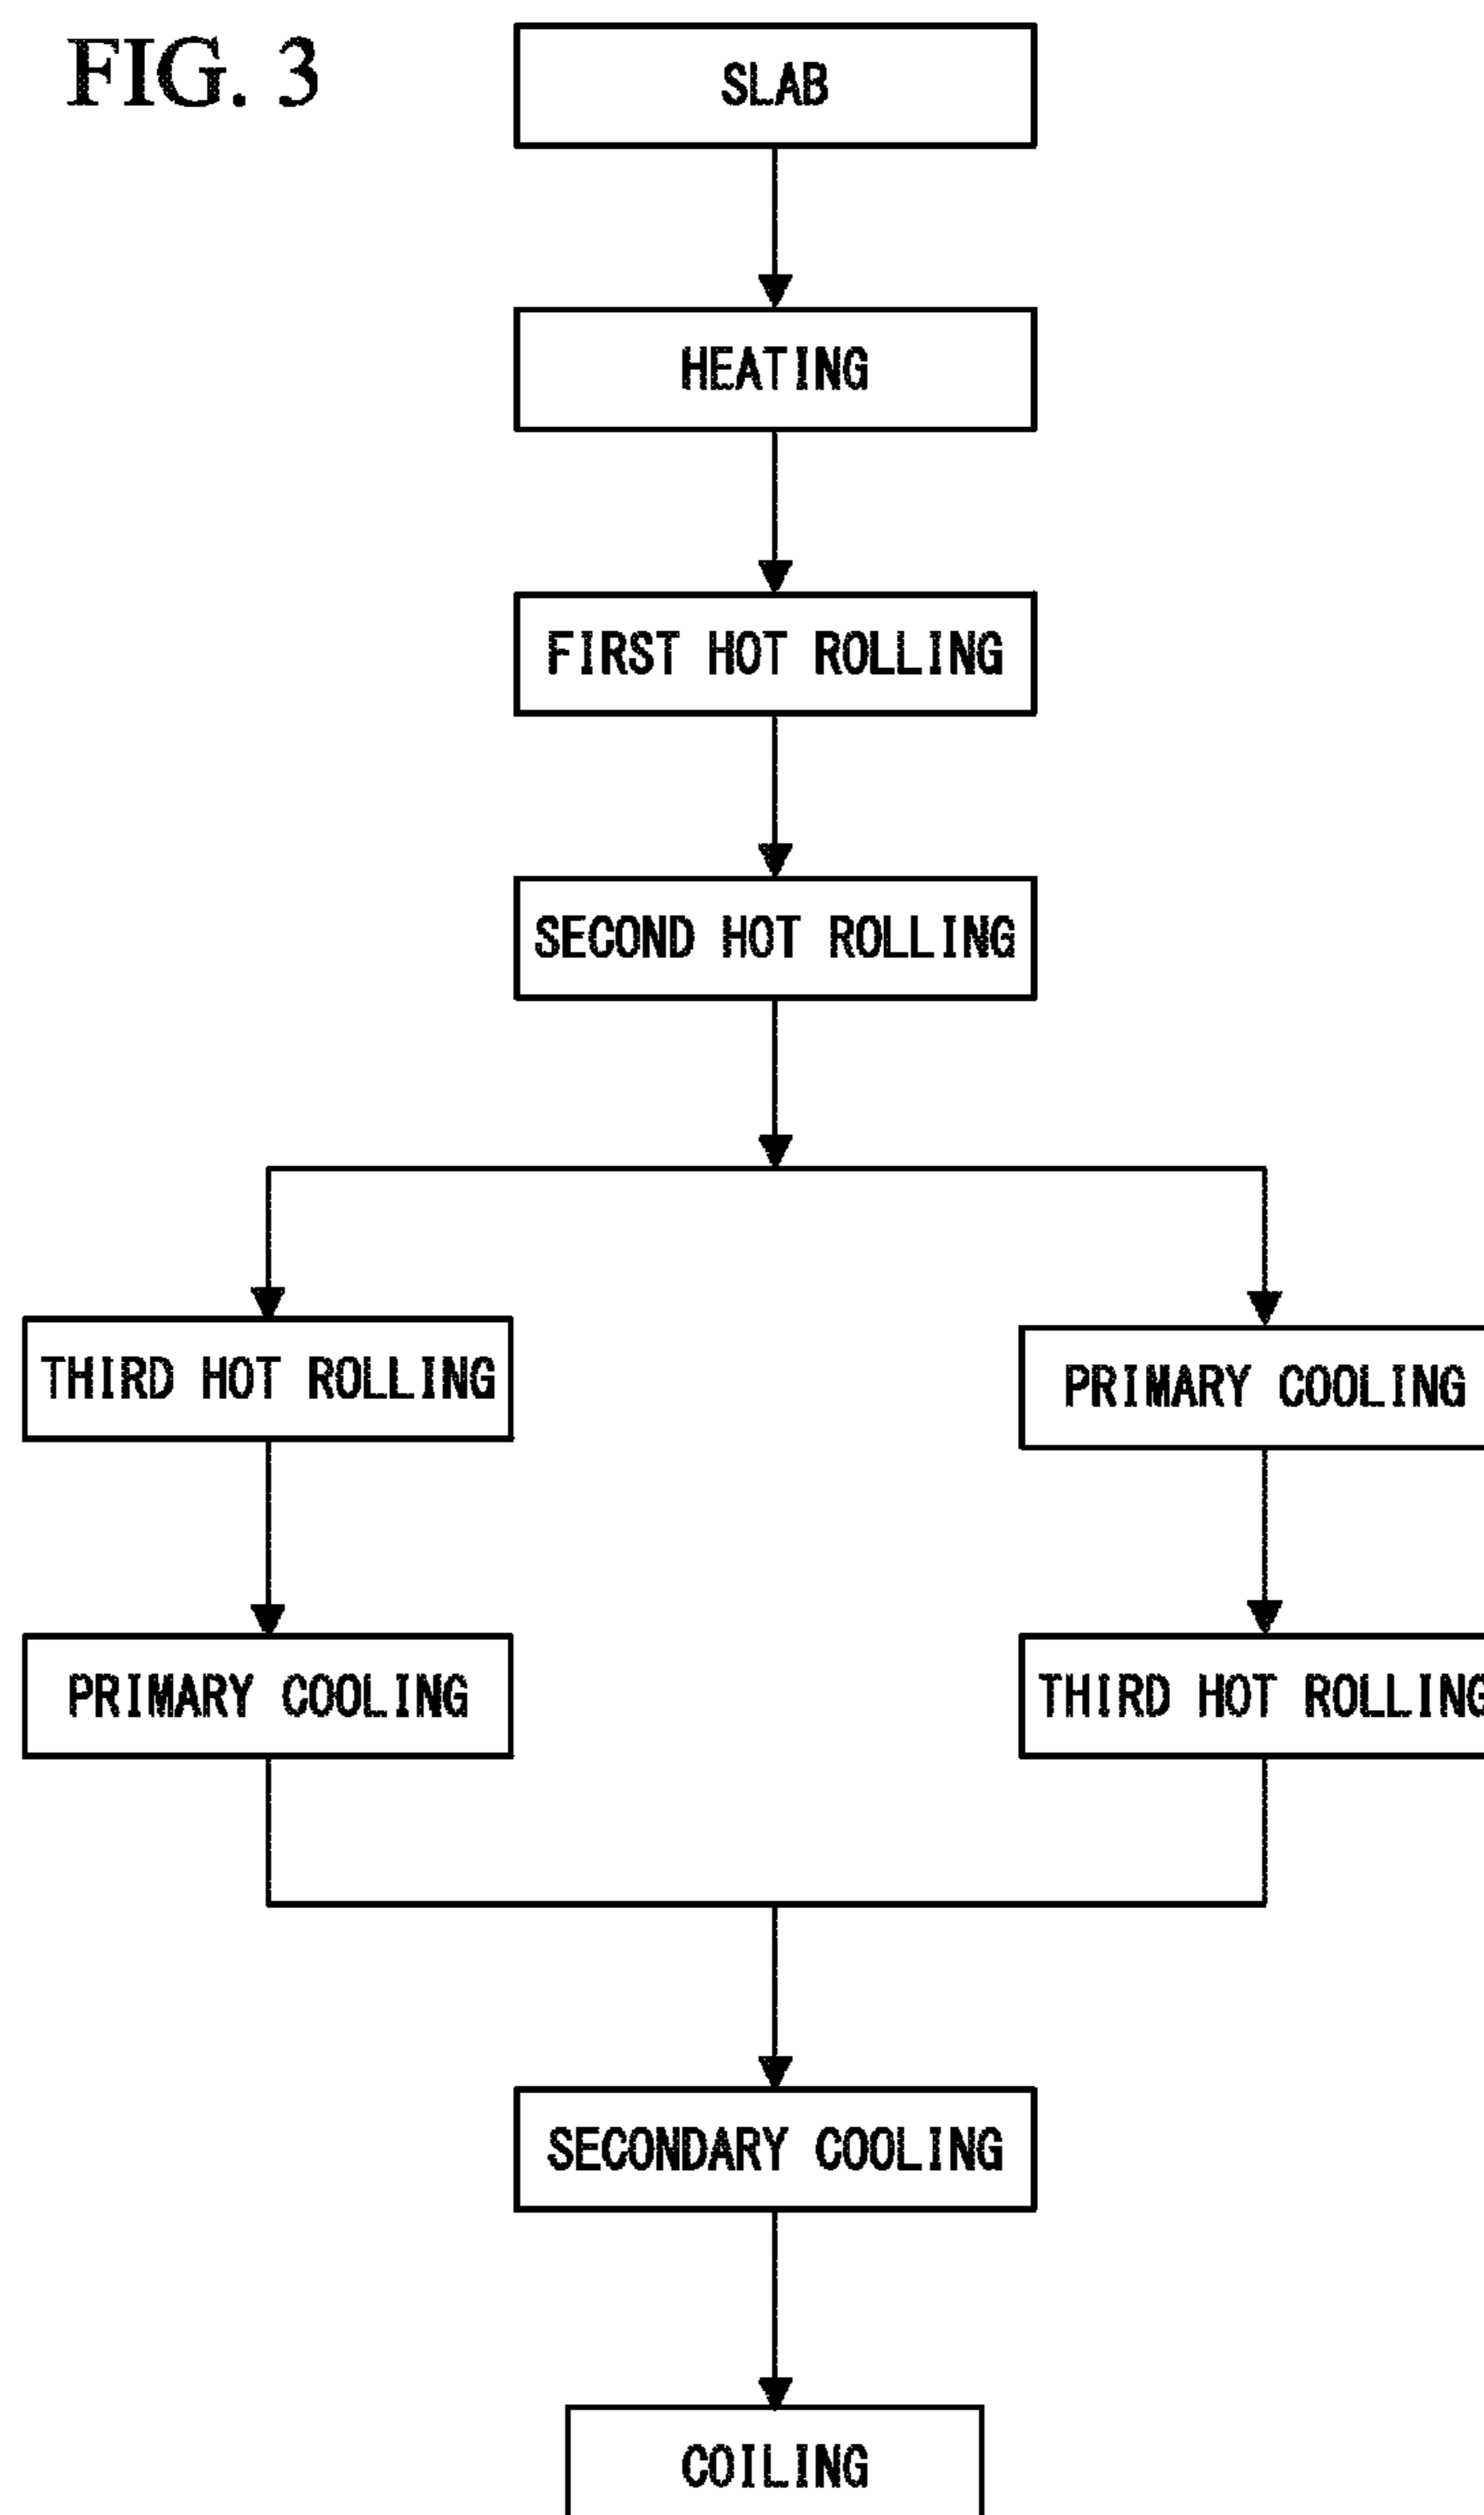 FIG. 3
SLAB
HEATING
FIRST HOT ROLLING
SECOND HOT ROLLING
THIRD HOT ROLLING
PRIMARY COOLING
PRIMARY COOLING
THIRD HOT ROLLING
SECONDARY COOLING
COILING